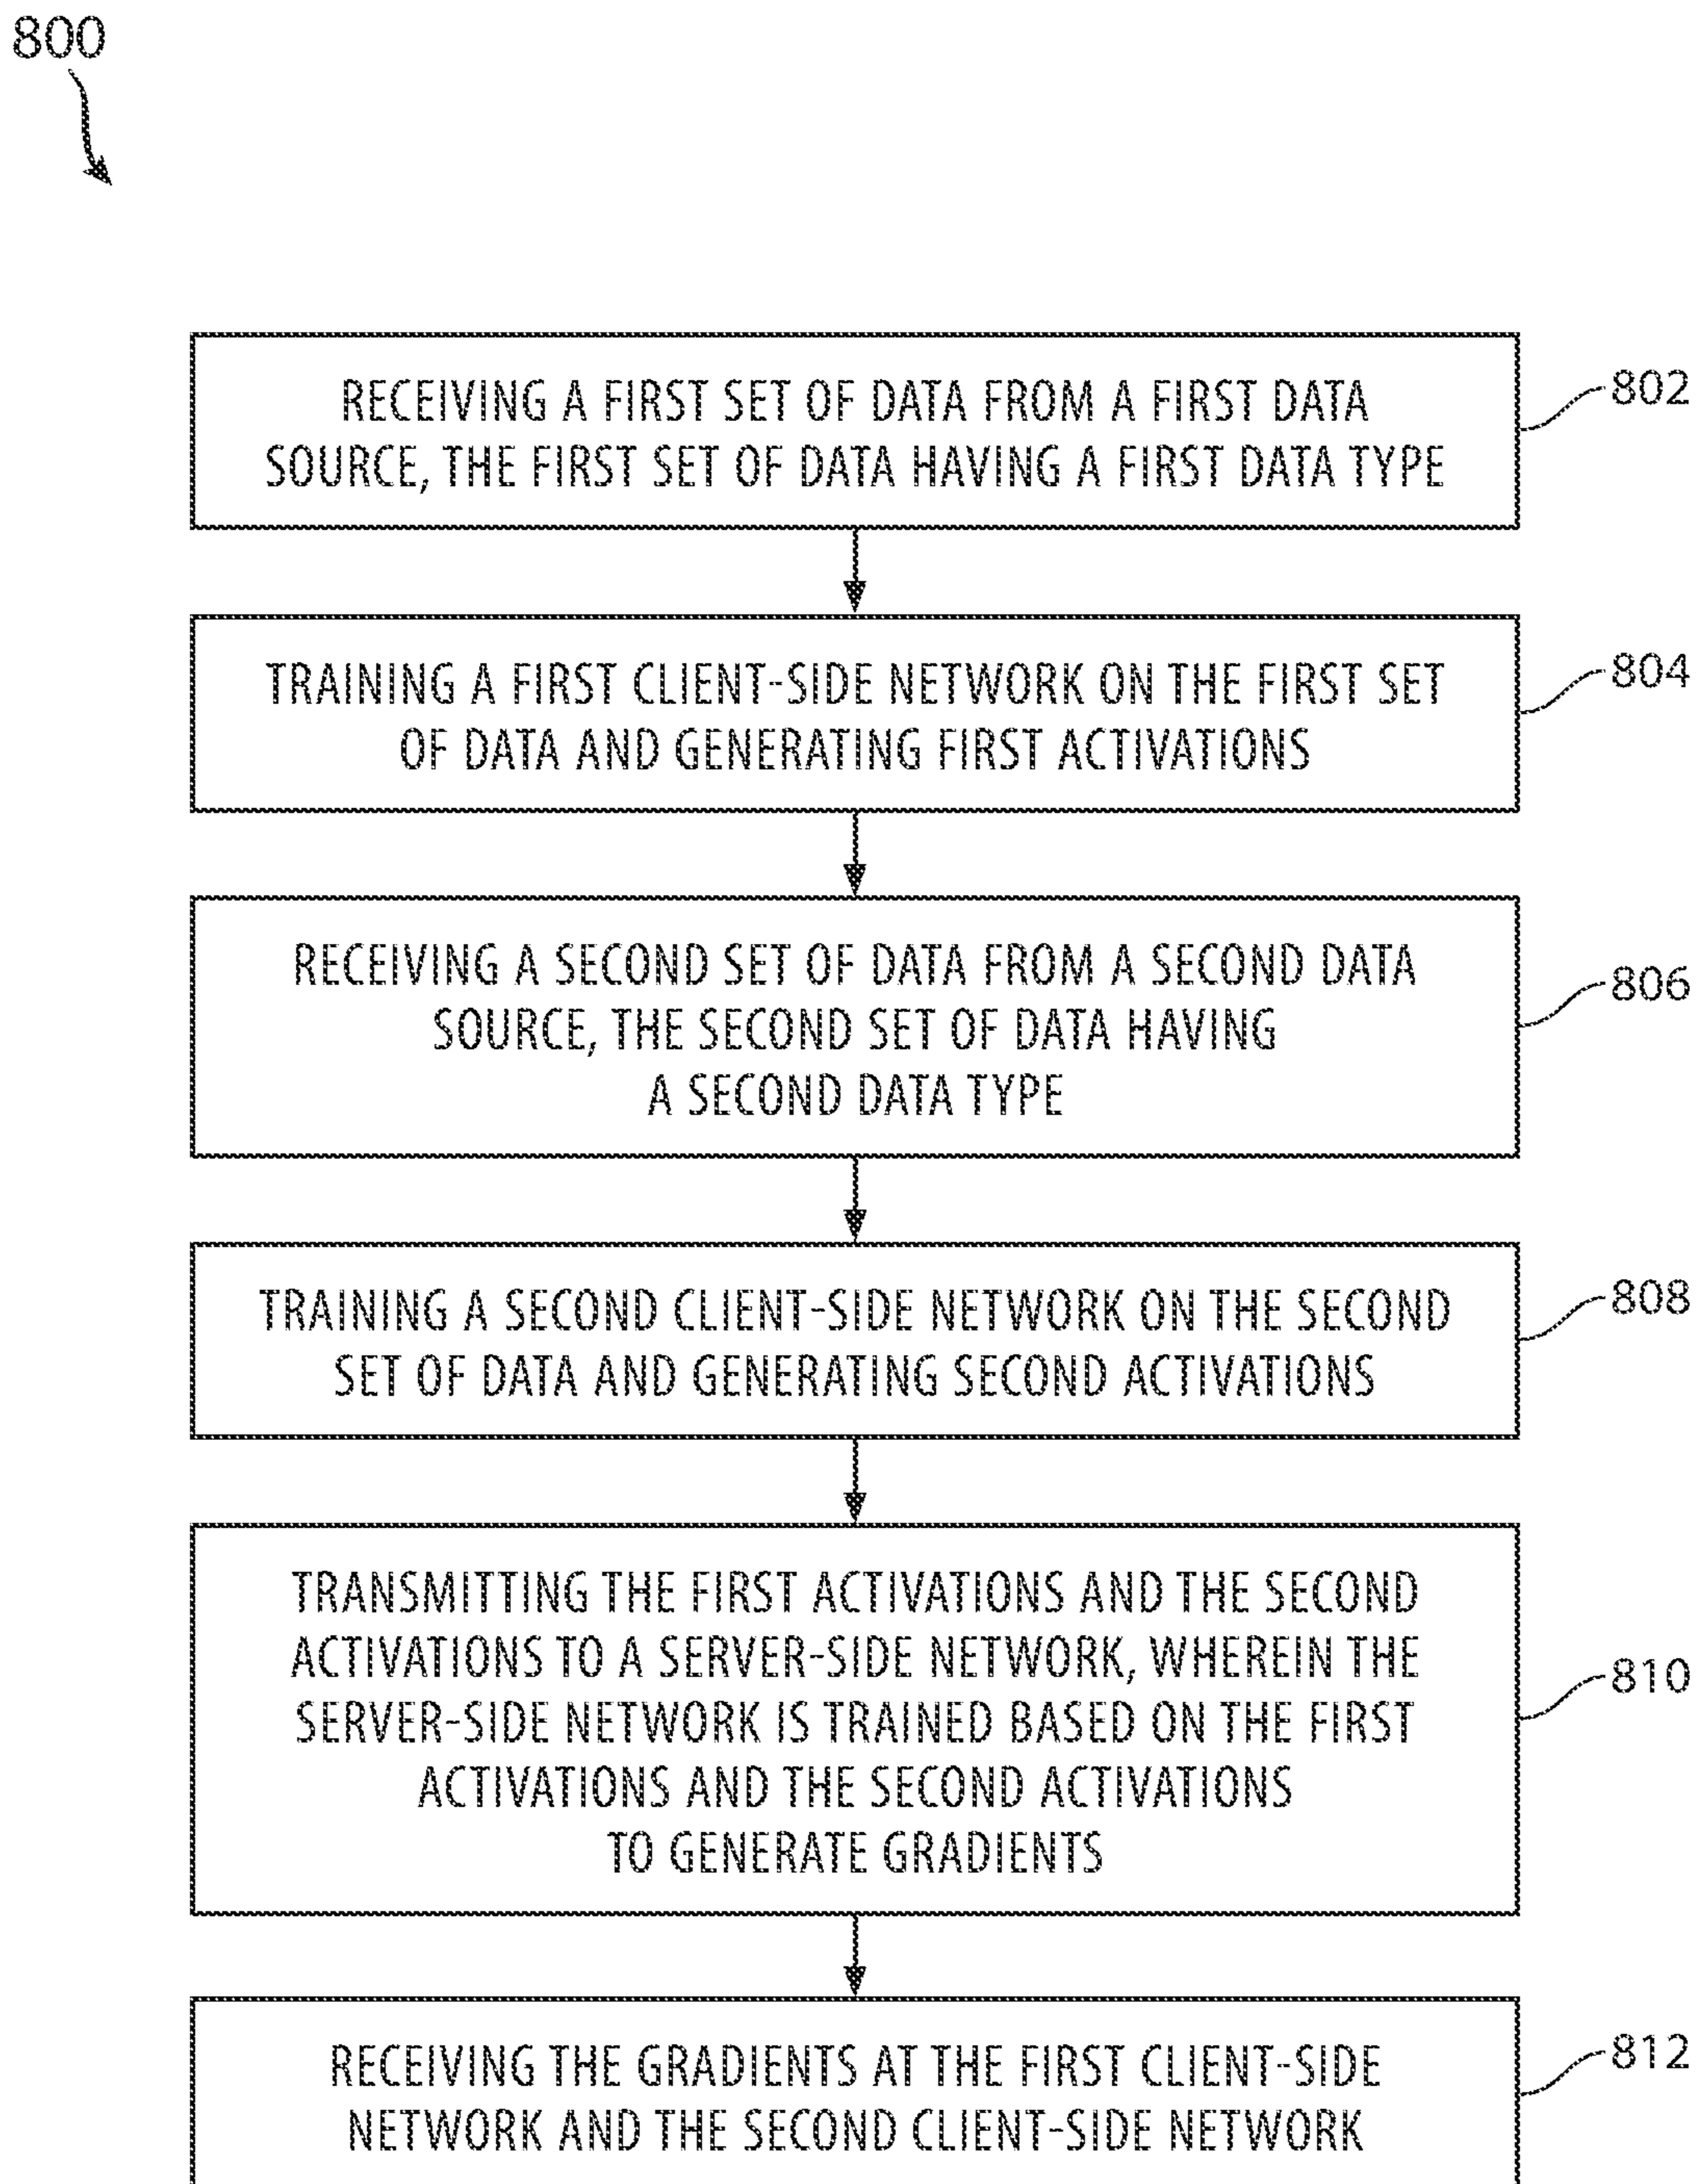 800
RECEIVING A FIRST SET OF DATA FROM A FIRST DATA
SOURCE, THE FIRST SET OF DATA HAVING A FIRST DATA TYPE
802
TRAINING A FIRST CLIENT-SIDE NETWORK ON THE FIRST SET
OF DATA AND GENERATING FIRST ACTIVATIONS
804
RECEIVING A SECOND SET OF DATA FROM A SECOND DATA
SOURCE, THE SECOND SET OF DATA HAVING
A SECOND DATA TYPE
806
TRAINING A SECOND CLIENT-SIDE NETWORK ON THE SECOND
SET OF DATA AND GENERATING SECOND ACTIVATIONS
808
TRANSMITTING THE FIRST ACTIVATIONS AND THE SECOND
ACTIVATIONS TO A SERVER-SIDE NETWORK, WHEREIN THE
SERVER-SIDE NETWORK IS TRAINED BASED ON THE FIRST
ACTIVATIONS AND THE SECOND ACTIVATIONS
TO GENERATE GRADIENTS
810
RECEIVING THE GRADIENTS AT THE FIRST CLIENT-SIDE
NETWORK AND THE SECOND CLIENT-SIDE NETWORK
812